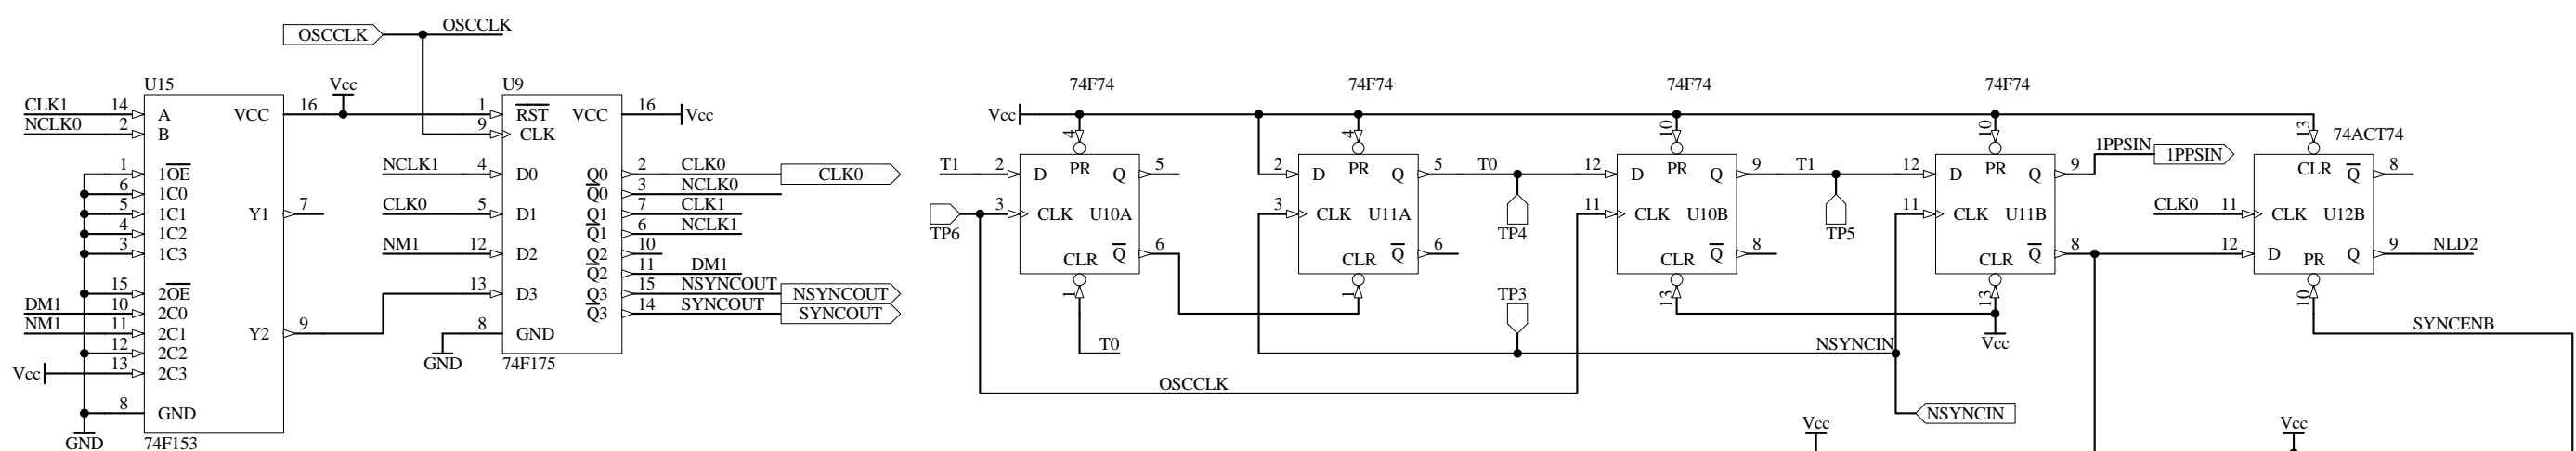 OSCCLK OSCCLK
U15 Vcc U9 74F74 74F74 74F74 74F74
CLK1 14 A VCC 16 1 RST VCC 16 Vcc Vcc 4 4 10 10 13 74ACT74
NCLK0 2 B 9 CLK 1PPSIN 1PPSIN
1 1OE NCLK1 4 D0 Q0 2 CLK0 CLK0 T1 2 D PR Q 5 2 D PR Q 5 T0 12 D PR Q 9 T1 12 D PR Q 9 CLR Q 8
6 1C0 Q0 3 NCLK0
5 1C1 Y1 7 CLK0 5 D1 Q1 7 CLK1 TP6 3 CLK U10A 3 CLK U11A 11 CLK U10B 11 CLK U11B CLK0 11 CLK U12B
4 1C2 Q1 6 NCLK1 TP4 TP5
3 1C3 NM1 12 D2 Q2 10 CLR Q 6 CLR Q 6 CLR Q 8 CLR Q 8 12 D PR Q 9 NLD2
Q2 11 DM1
15 2OE 13 D3 Q3 15 NSYNCOUT NSYNCOUT 1 1 TP3 13 13 10
DM1 10 2C0 Q3 14 SYNCOUT SYNCOUT
NM1 11 2C1 Y2 9 8 GND SYNCENB
12 2C2 GND 74F175 T0 NSYNCIN Vcc
Vcc 13 2C3
OSCCLK
8 GND NSYNCIN
GND 74F153 Vcc Vcc